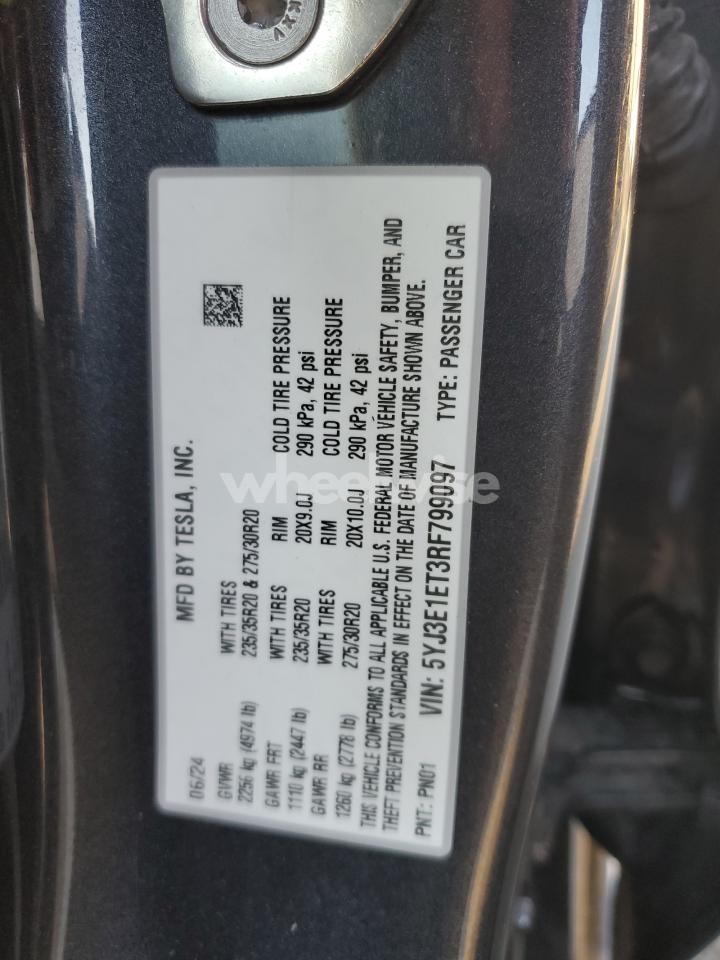 MFD BY TESLA, INC.
06/24
GVWR WITH TIRES
2256 kg (4974 lb) 235/35R20 & 275/30R20
GAWR FRT WITH TIRES RIM COLD TIRE PRESSURE
1110 kg (2447 lb) 235/35R20 20X9.0J 290 kPa, 42 psi
GAWR RR WITH TIRES RIM COLD TIRE PRESSURE
1260 kg (2778 lb) 275/30R20 20X10.0J 290 kPa, 42 psi
THIS VEHICLE CONFORMS TO ALL APPLICABLE U.S. FEDERAL MOTOR VEHICLE SAFETY, BUMPER, AND
THEFT PREVENTION STANDARDS IN EFFECT ON THE DATE OF MANUFACTURE SHOWN ABOVE.
PNT: PN01 VIN: 5YJ3E1ET3RF799097 TYPE: PASSENGER CAR
wheelwise